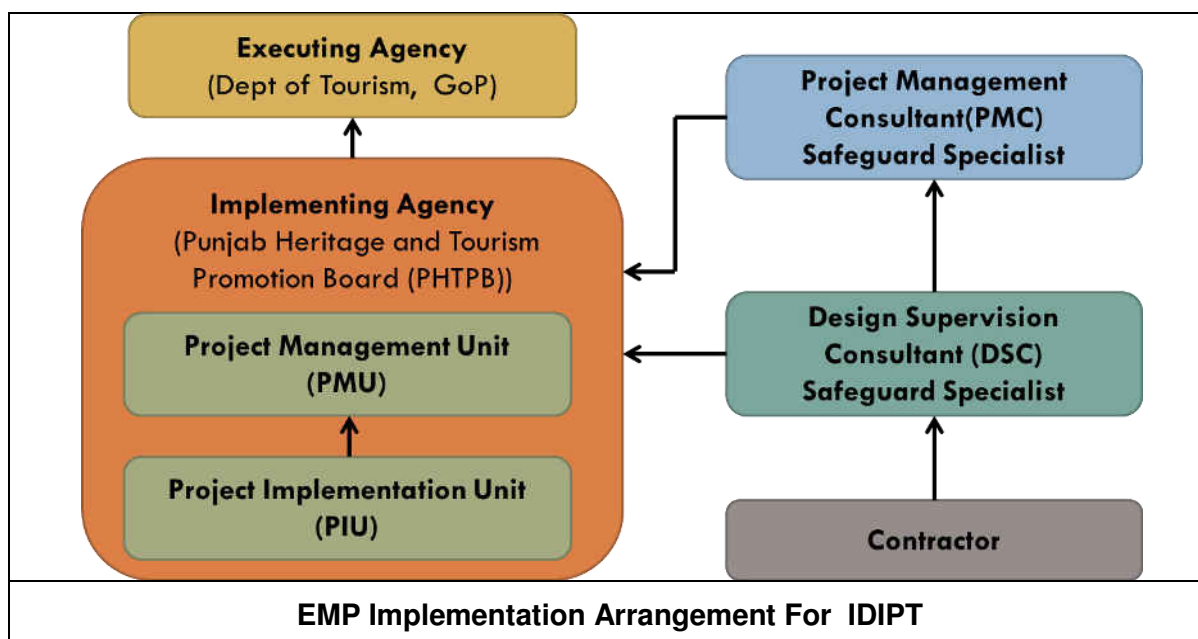 Executing Agency
(Dept of Tourism, GoP)
Implementing Agency
(Punjab Heritage and Tourism
Promotion Board (PHTPB))
Project Management Unit
(PMU)
Project Implementation Unit
(PIU)
Project Management
Consultant(PMC)
Safeguard Specialist
Design Supervision
Consultant (DSC)
Safeguard Specialist
Contractor
EMP Implementation Arrangement For IDIPT